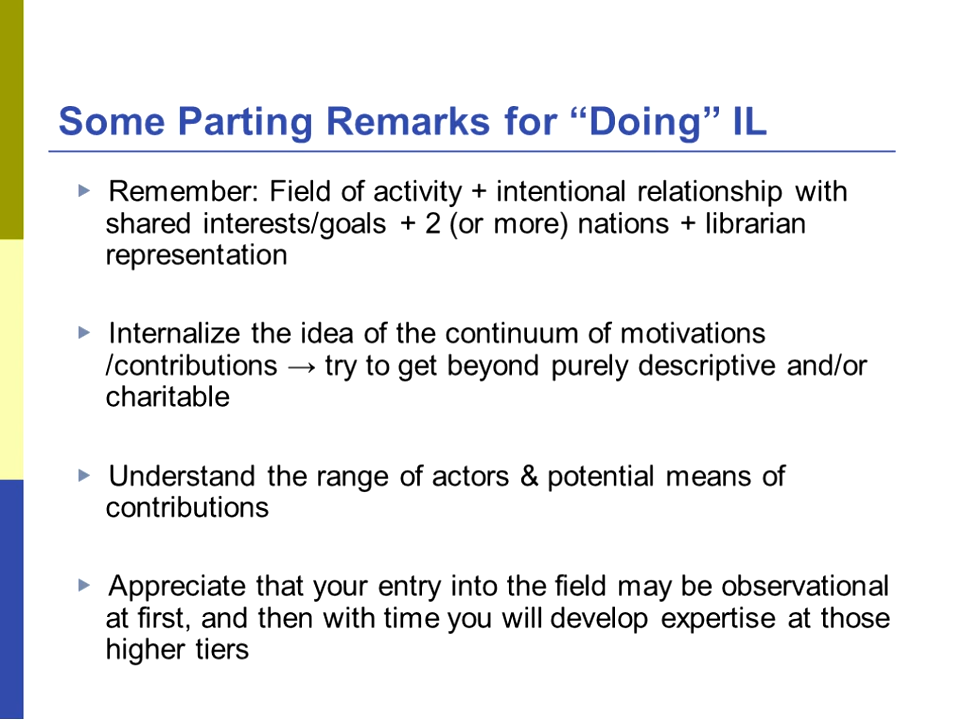 Some Parting Remarks for “Doing” IL
▶ Remember: Field of activity + intentional relationship with
shared interests/goals + 2 (or more) nations + librarian
representation
▶ Internalize the idea of the continuum of motivations
/contributions → try to get beyond purely descriptive and/or
charitable
▶ Understand the range of actors & potential means of
contributions
▶ Appreciate that your entry into the field may be observational
at first, and then with time you will develop expertise at those
higher tiers